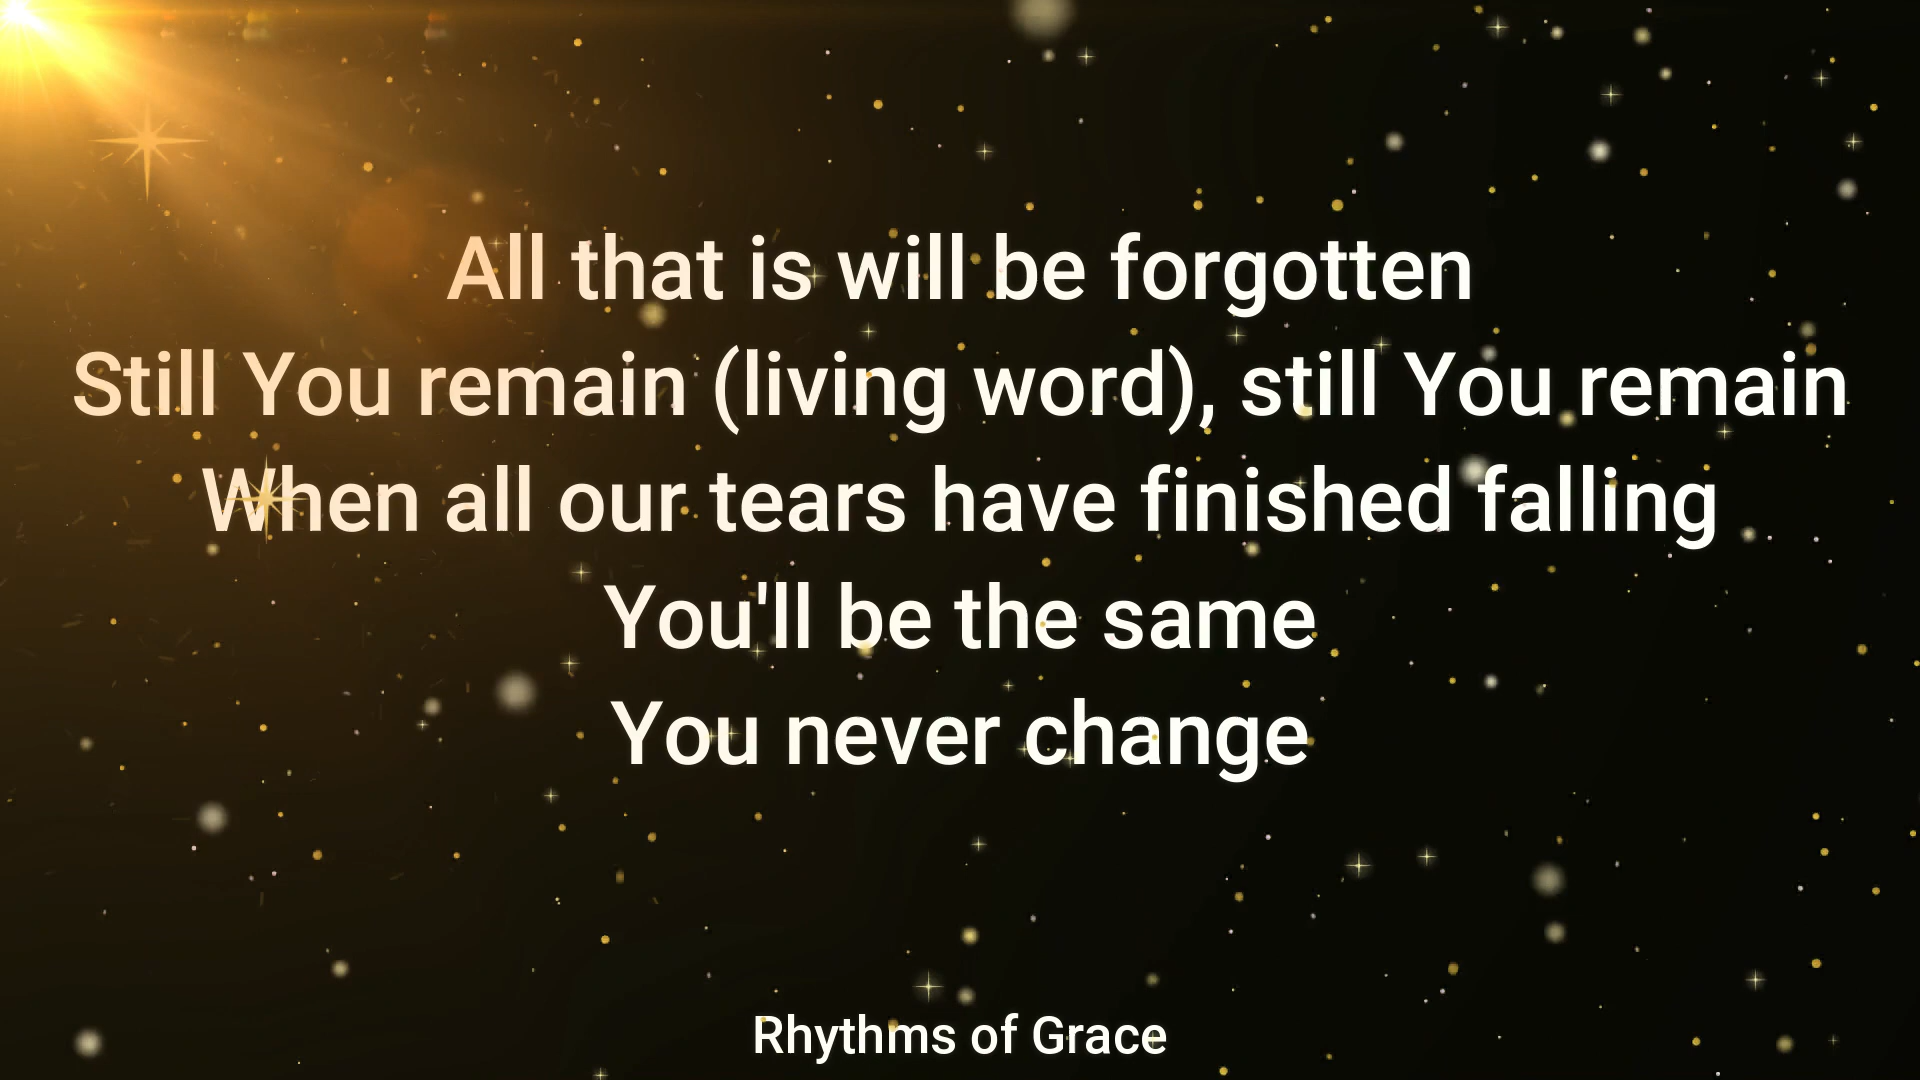 All that is will be forgotten
Still You remain (living word), still You remain
When all our tears have finished falling
You'll be the same
You never change
Rhythms of Grace